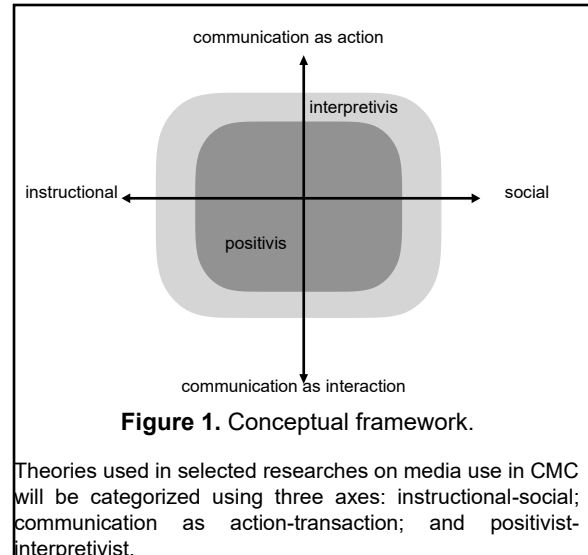 communication as action
interpretivis
instructional
social
positivis
communication as interaction
Figure 1. Conceptual framework.
Theories used in selected researches on media use in CMC
will be categorized using three axes: instructional-social;
communication as action-transaction; and positivist-
interpretivist.